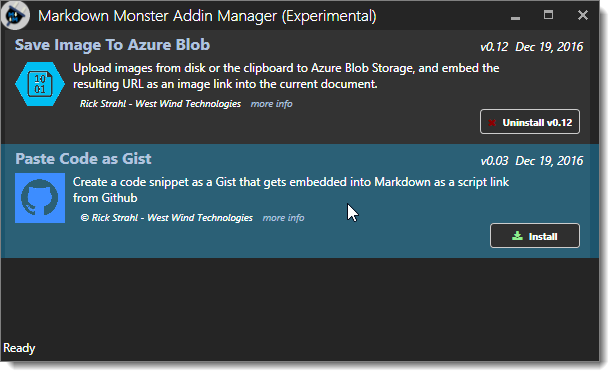 Markdown Monster Addin Manager (Experimental)
Save Image To Azure Blob
v0.12 Dec 19, 2016
Upload images from disk or the clipboard to Azure Blob Storage, and embed the
resulting URL as an image link into the current document.
Rick Strahl - West Wind Technologies more info
Uninstall v0.12
Paste Code as Gist
v0.03 Dec 19, 2016
Create a code snippet as a Gist that gets embedded into Markdown as a script link
from Github
© Rick Strahl - West Wind Technologies more info
Install
Ready